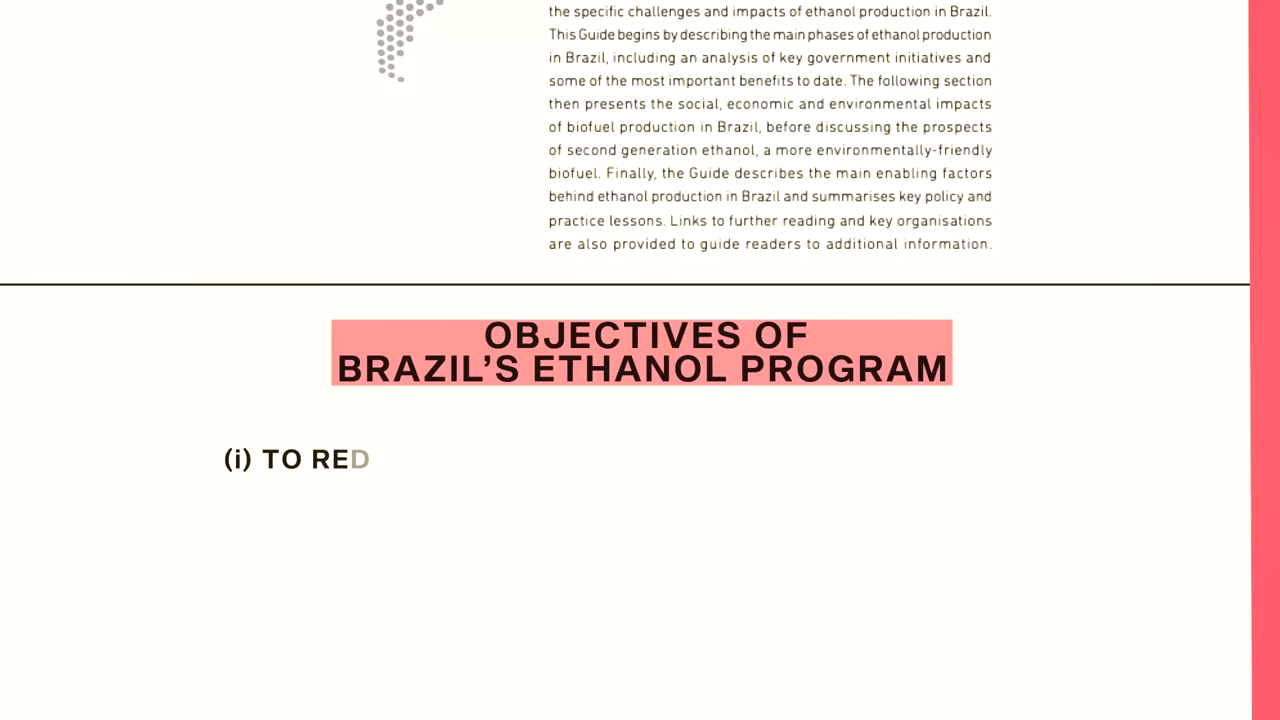 the specific challenges and impacts of ethanol production in Brazil.
This Guide begins by describing the main phases of ethanol production
in Brazil, including an analysis of key government initiatives and
some of the most important benefits to date. The following section
then presents the social, economic and environmental impacts
of biofuel production in Brazil, before discussing the prospects
of second generation ethanol, a more environmentally-friendly
biofuel. Finally, the Guide describes the main enabling factors
behind ethanol production in Brazil and summarises key policy and
practice lessons. Links to further reading and key organisations
are also provided to guide readers to additional information.
OBJECTIVES OF
BRAZIL’S ETHANOL PROGRAM
(i) TO RED